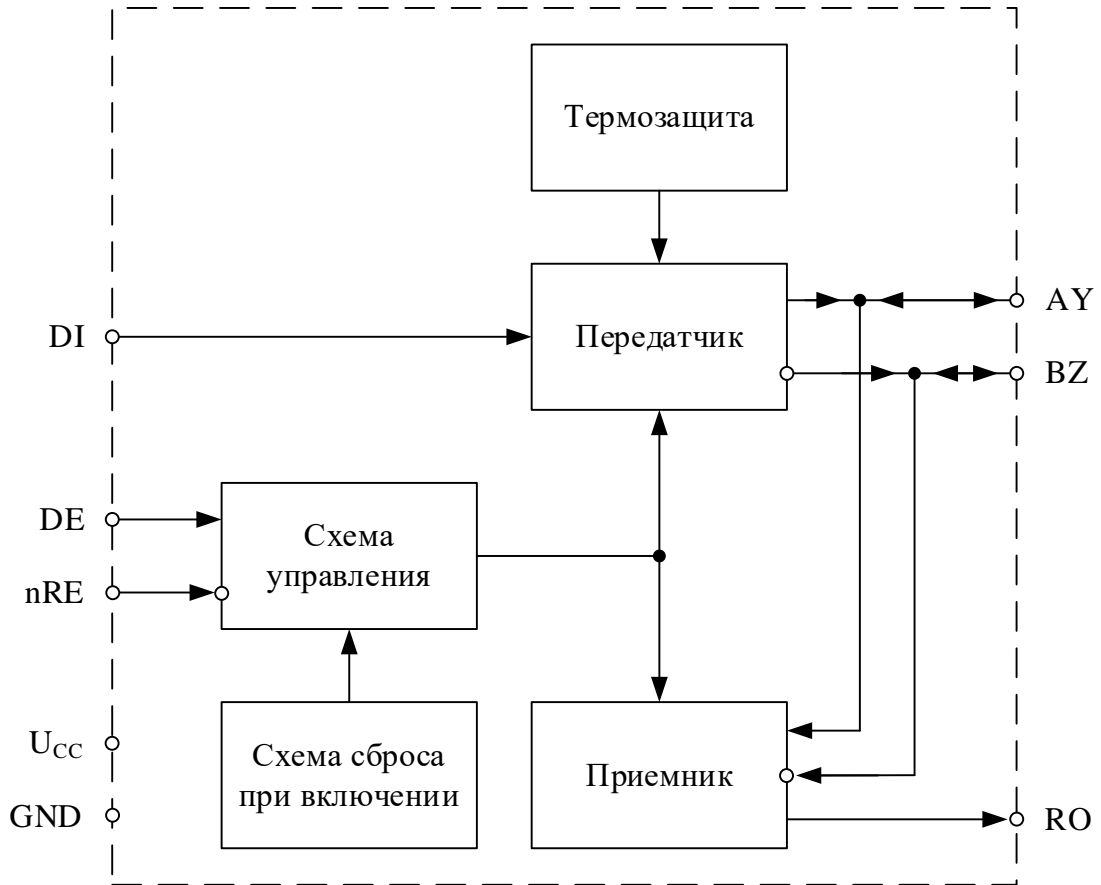 Термозащита
AY
DI
Передатчик
BZ
DE
Схема
управления
nRE
UCC
Схема сброса
при включении
Приемник
GND
RO